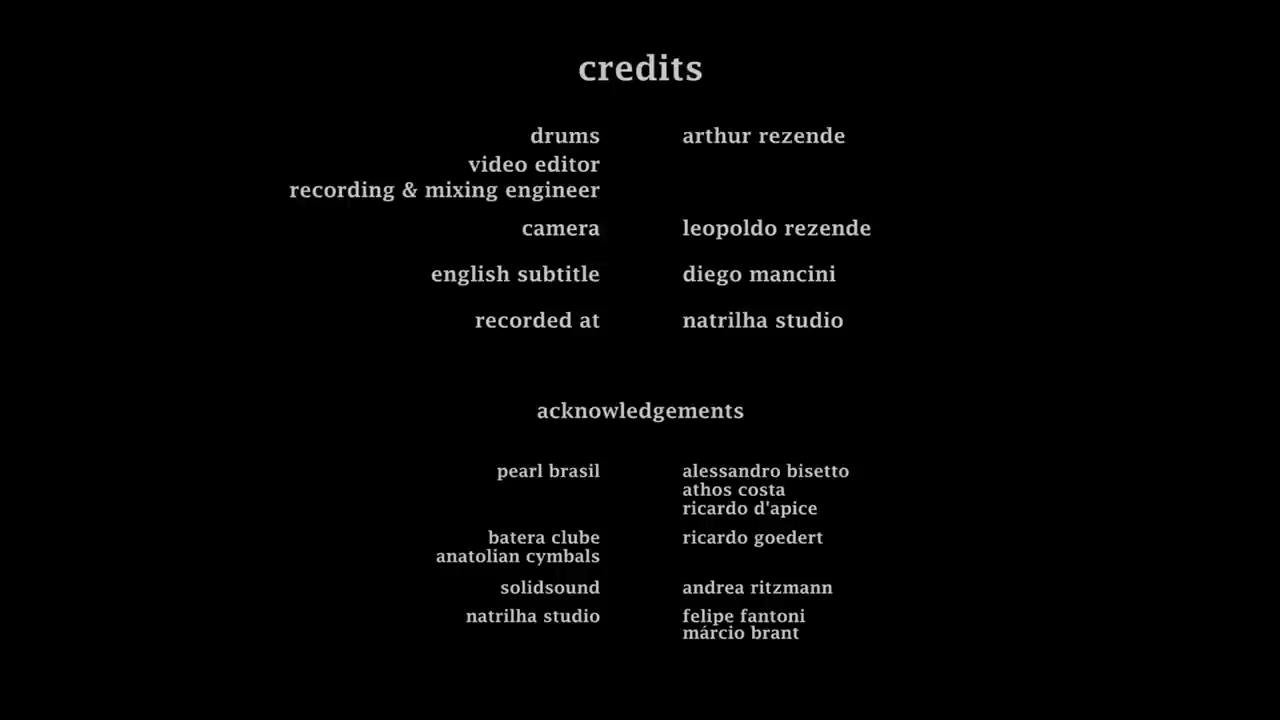 credits
drums arthur rezende
video editor
recording & mixing engineer
camera leopoldo rezende
english subtitle diego mancini
recorded at natrilha studio
acknowledgements
pearl brasil alessandro bisetto
athos costa
ricardo d'apice
batera clube ricardo goedert
anatolian cymbals
solidsound andrea ritzmann
natrilha studio felipe fantoni
márcio brant